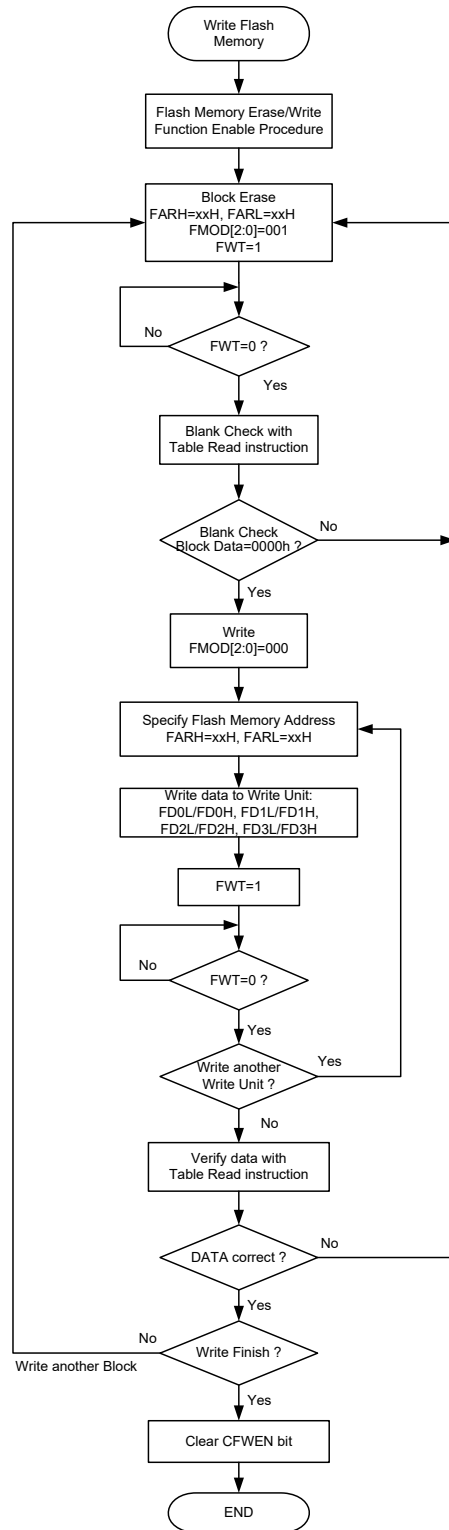 Write Flash
Memory
Flash Memory Erase/Write
Function Enable Procedure
Block Erase
FARH=xxH, FARL=xxH
FMOD[2:0]=001
FWT=1
No
FWT=0 ?
Yes
Blank Check with
Table Read instruction
No
Blank Check
Block Data=0000h ?
Yes
Write
FMOD[2:0]=000
Specify Flash Memory Address
FARH=xxH, FARL=xxH
Write data to Write Unit:
FD0L/FD0H, FD1L/FD1H,
FD2L/FD2H, FD3L/FD3H
FWT=1
No
FWT=0 ?
Yes
Yes
Write another
Write Unit ?
No
Verify data with
Table Read instruction
No
DATA correct ?
Yes
No
Write Finish ?
Write another Block
Yes
Clear CFWEN bit
END